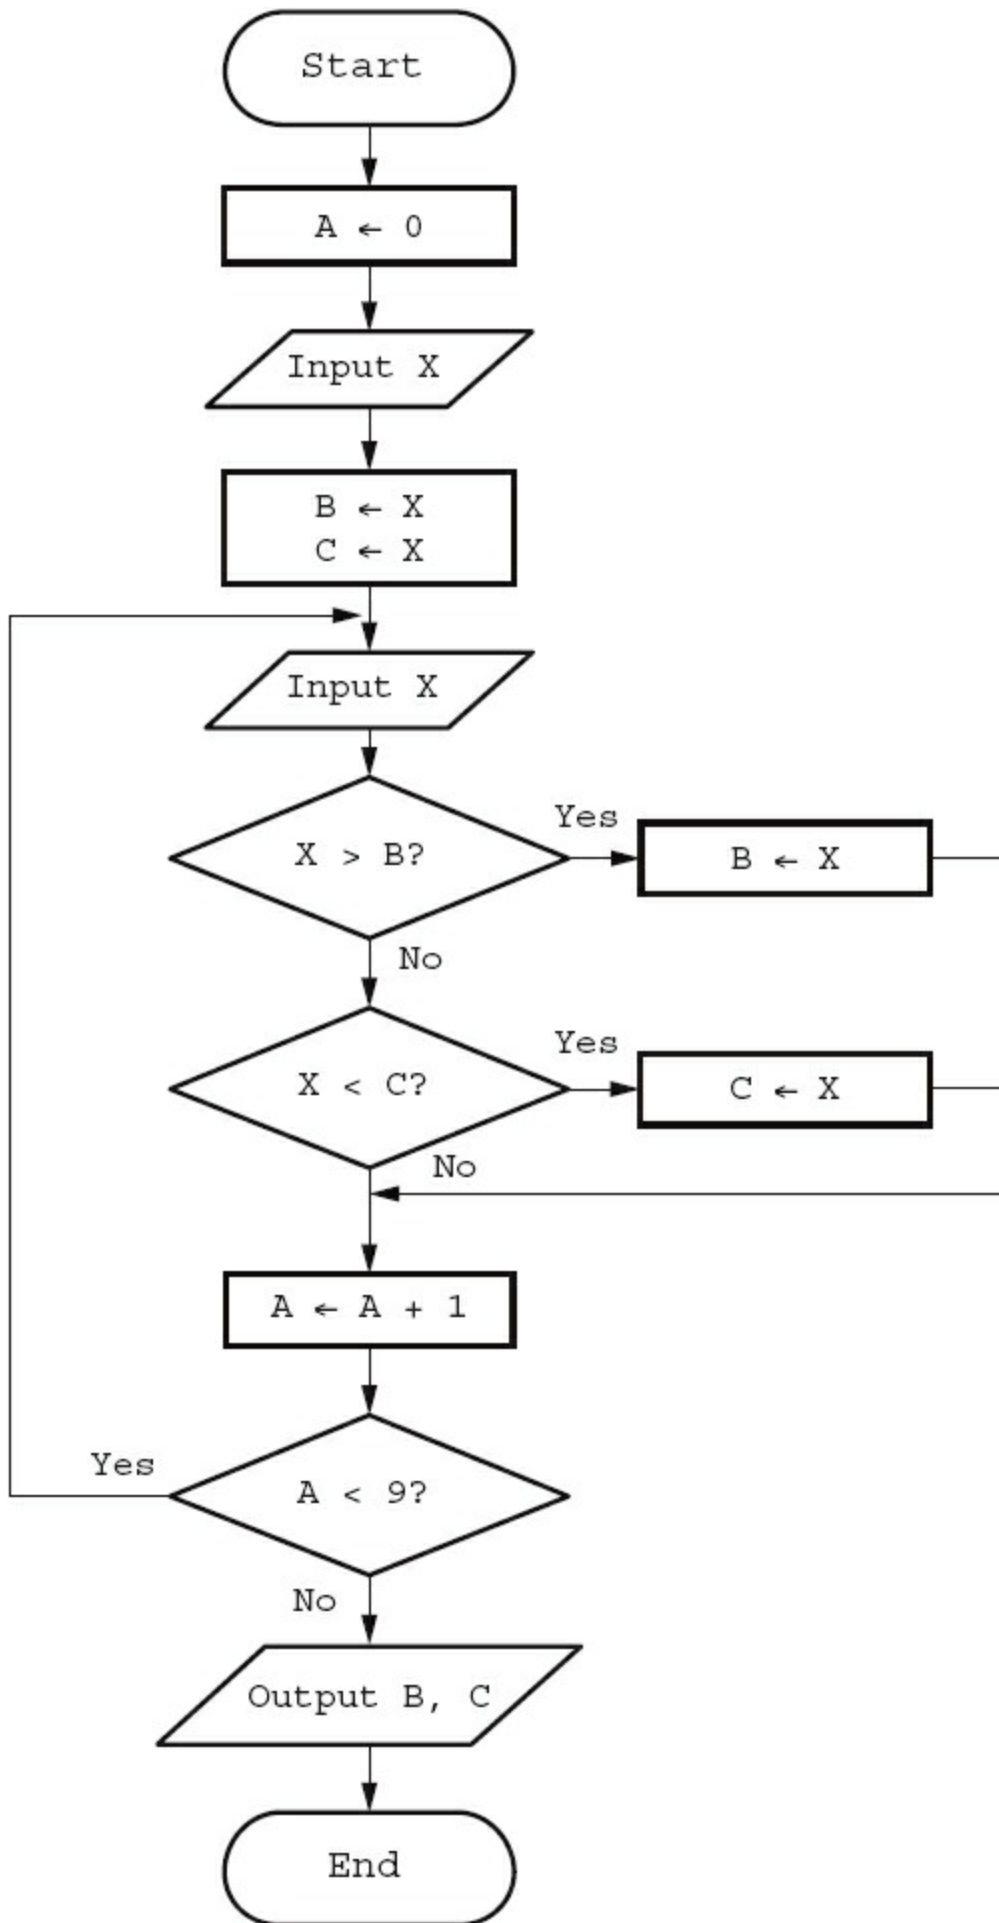 Start
A ← 0
Input X
B ← X
C ← X
Input X
X > B?
Yes
B ← X
No
X < C?
Yes
C ← X
No
A ← A + 1
A < 9?
Yes
No
Output B, C
End